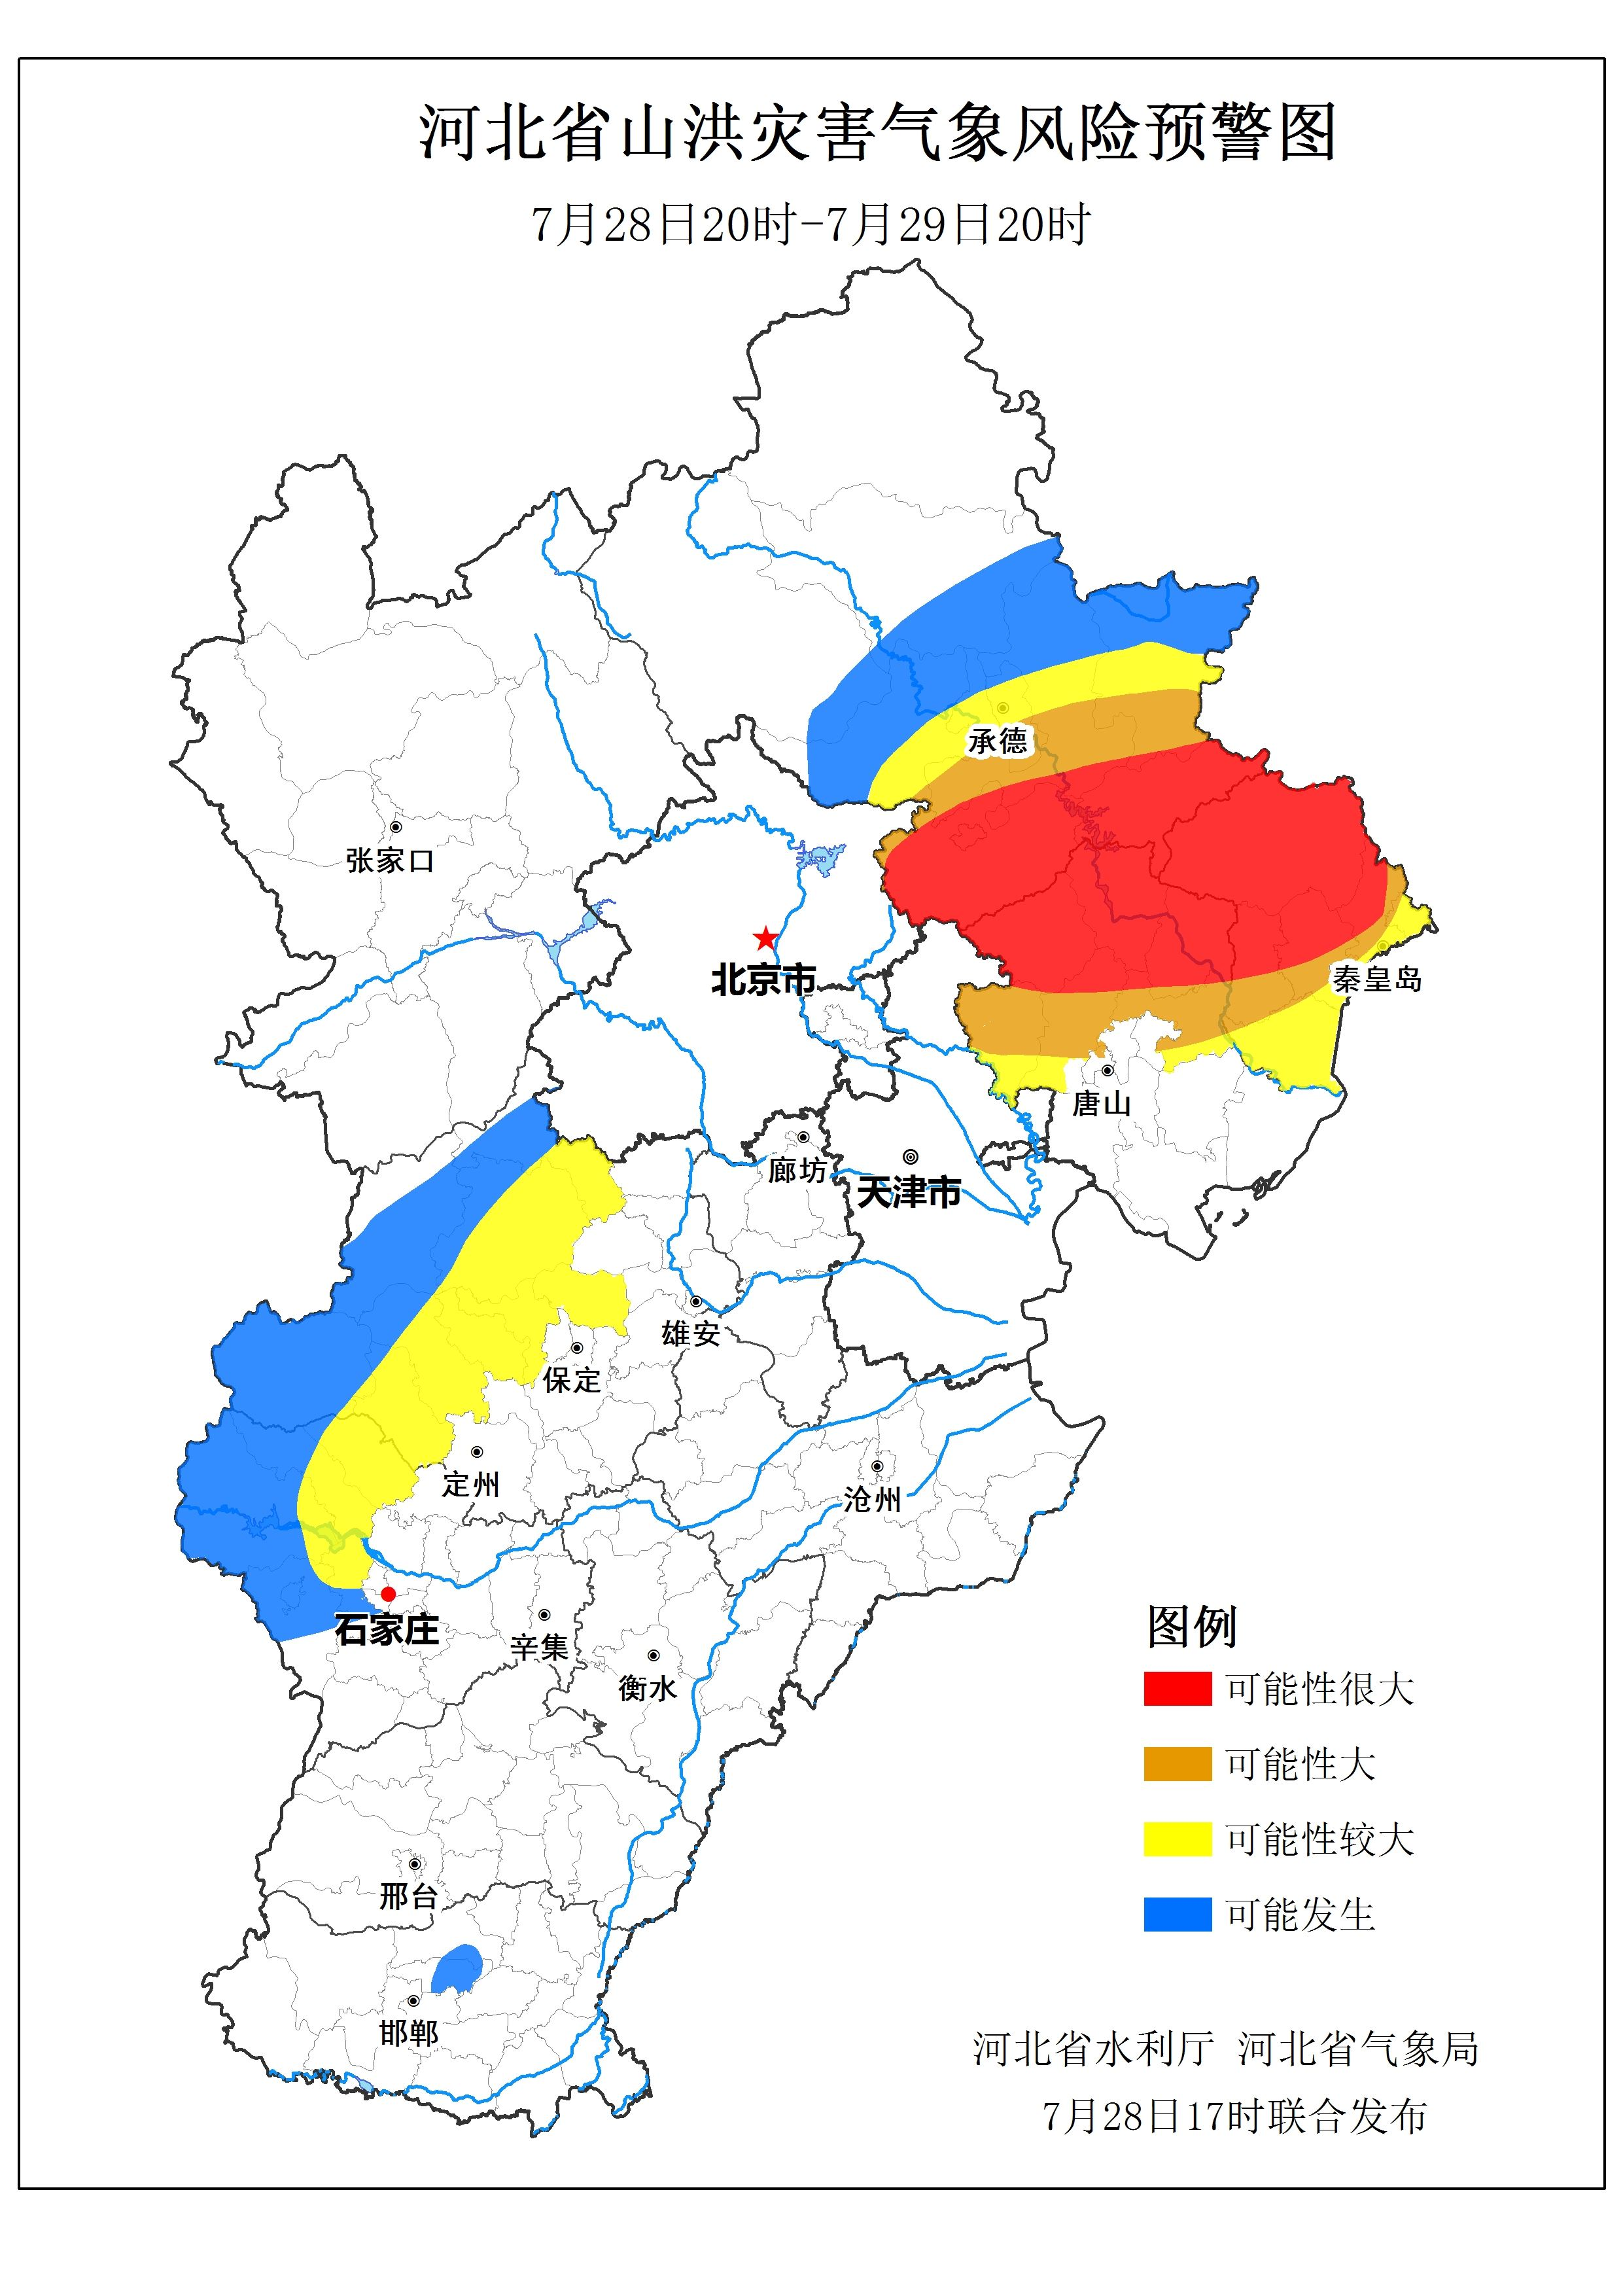 河北省山洪灾害气象风险预警图
7月28日20时-7月29日20时
承德
张家口
北京市
秦皇岛
唐山
廊坊
天津市
雄安
保定
定州
沧州
石家庄
辛集
衡水
邢台
邯郸
图例
可能性很大
可能性大
可能性较大
可能发生
河北省水利厅 河北省气象局
7月28日17时联合发布